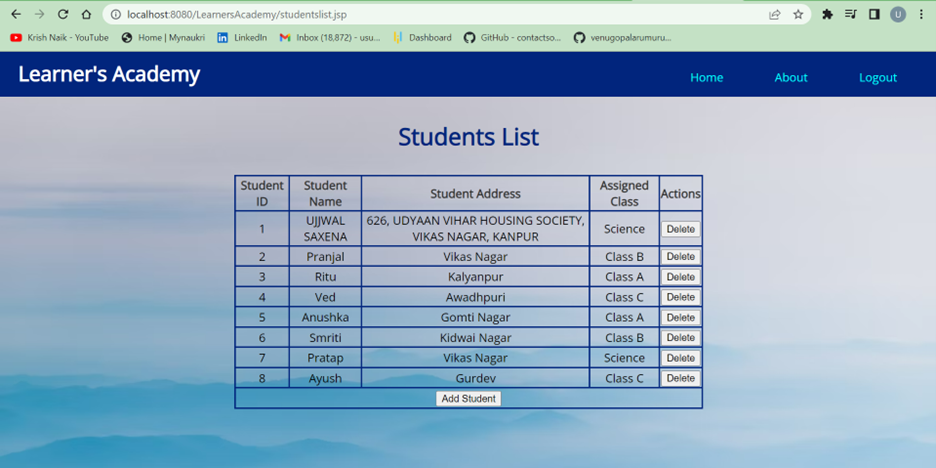 localhost:8080/LearnersAcademy/studentslist.jsp
Krish Naik - YouTube Home | Mynaukri LinkedIn Inbox (18,872) - usu... Dashboard GitHub - contactso... venugopalarumuru...
Learner's Academy Home About Logout
Students List
Student ID Student Name Student Address Assigned Class Actions
1 UJJWAL SAXENA 626, UDYAAN VIHAR HOUSING SOCIETY, VIKAS NAGAR, KANPUR Science Delete
2 Pranjal Vikas Nagar Class B Delete
3 Ritu Kalyanpur Class A Delete
4 Ved Awadhpuri Class C Delete
5 Anushka Gomti Nagar Class A Delete
6 Smriti Kidwai Nagar Class B Delete
7 Pratap Vikas Nagar Science Delete
8 Ayush Gurdev Class C Delete
Add Student